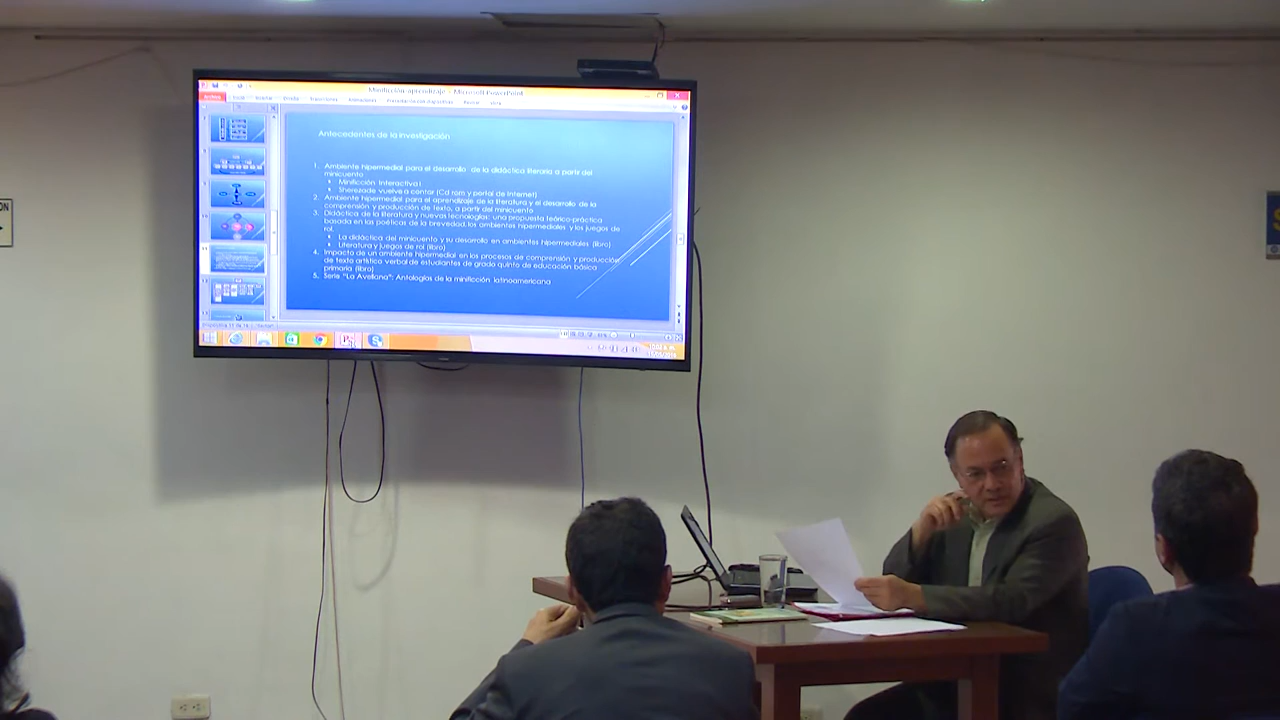 Minificción-aprendizaje - Microsoft PowerPoint
Antecedentes de la investigación
1. Ambiente hipermedial para el desarrollo de la didáctica literaria a partir del
minicuento
Minificción Interactiva I
Sherezade vuelve a contar (Cd rom y portal de Internet)
2. Ambiente hipermedial para el aprendizaje de la literatura y el desarrollo de la
comprensión y producción de texto, a partir del minicuento
3. Didáctica de la literatura y nuevas tecnologías: una propuesta teórico-práctica
basada en las poéticas de la brevedad, los ambientes hipermediales y los juegos de
rol.
La didáctica del minicuento y su desarrollo en ambientes hipermediales (libro)
Literatura y juegos de rol (libro)
4. Impacto de un ambiente hipermedial en los procesos de comprensión y producción
de texto artística verbal de estudiantes de grado quinto de educación básica
primaria (libro)
5. Serie "La Avellana": Antologías de la minificción latinoamericana